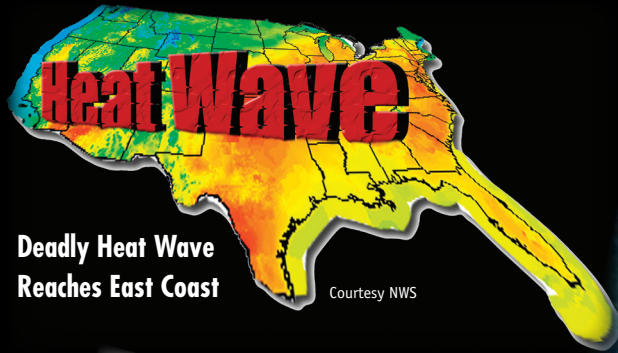 Heat Wave
Deadly Heat Wave
Reaches East Coast
Courtesy NWS